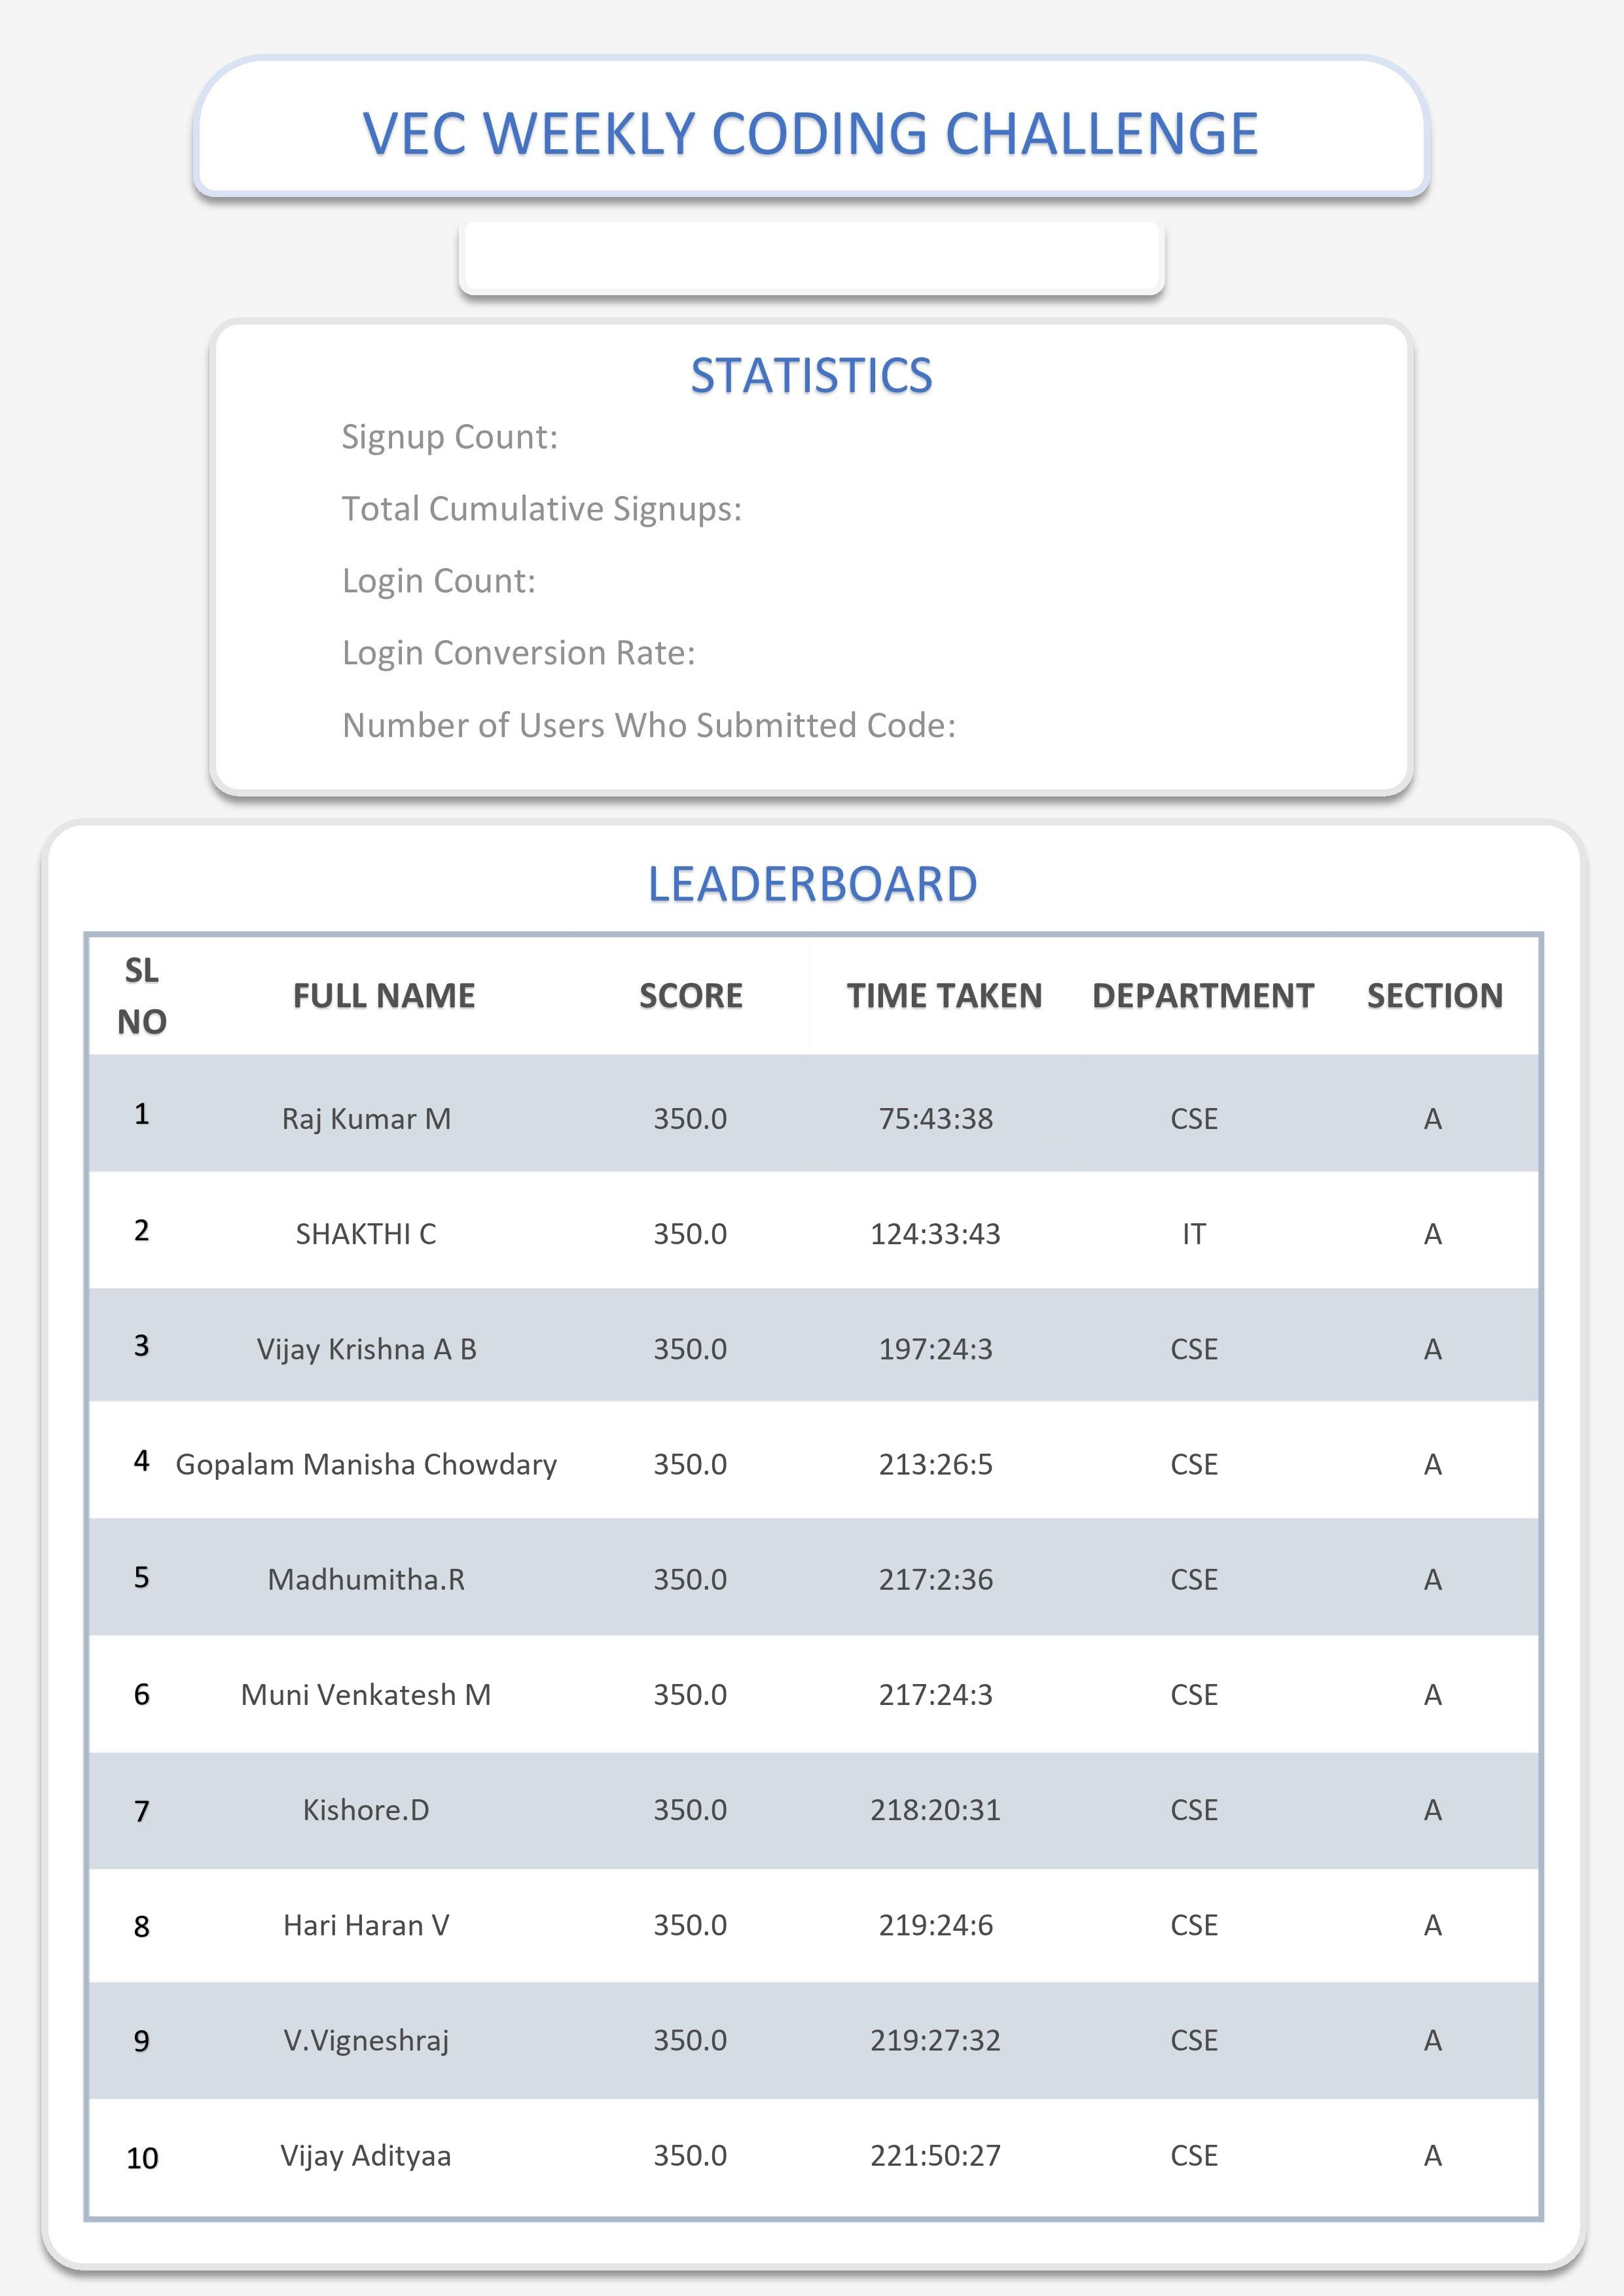 VEC WEEKLY CODING CHALLENGE
STATISTICS
Signup Count:
Total Cumulative Signups:
Login Count:
Login Conversion Rate:
Number of Users Who Submitted Code:
LEADERBOARD
SL NO FULL NAME SCORE TIME TAKEN DEPARTMENT SECTION
1 Raj Kumar M 350.0 75:43:38 CSE A
2 SHAKTHI C 350.0 124:33:43 IT A
3 Vijay Krishna A B 350.0 197:24:3 CSE A
4 Gopalam Manisha Chowdary 350.0 213:26:5 CSE A
5 Madhumitha.R 350.0 217:2:36 CSE A
6 Muni Venkatesh M 350.0 217:24:3 CSE A
7 Kishore.D 350.0 218:20:31 CSE A
8 Hari Haran V 350.0 219:24:6 CSE A
9 V.Vigneshraj 350.0 219:27:32 CSE A
10 Vijay Adityaa 350.0 221:50:27 CSE A